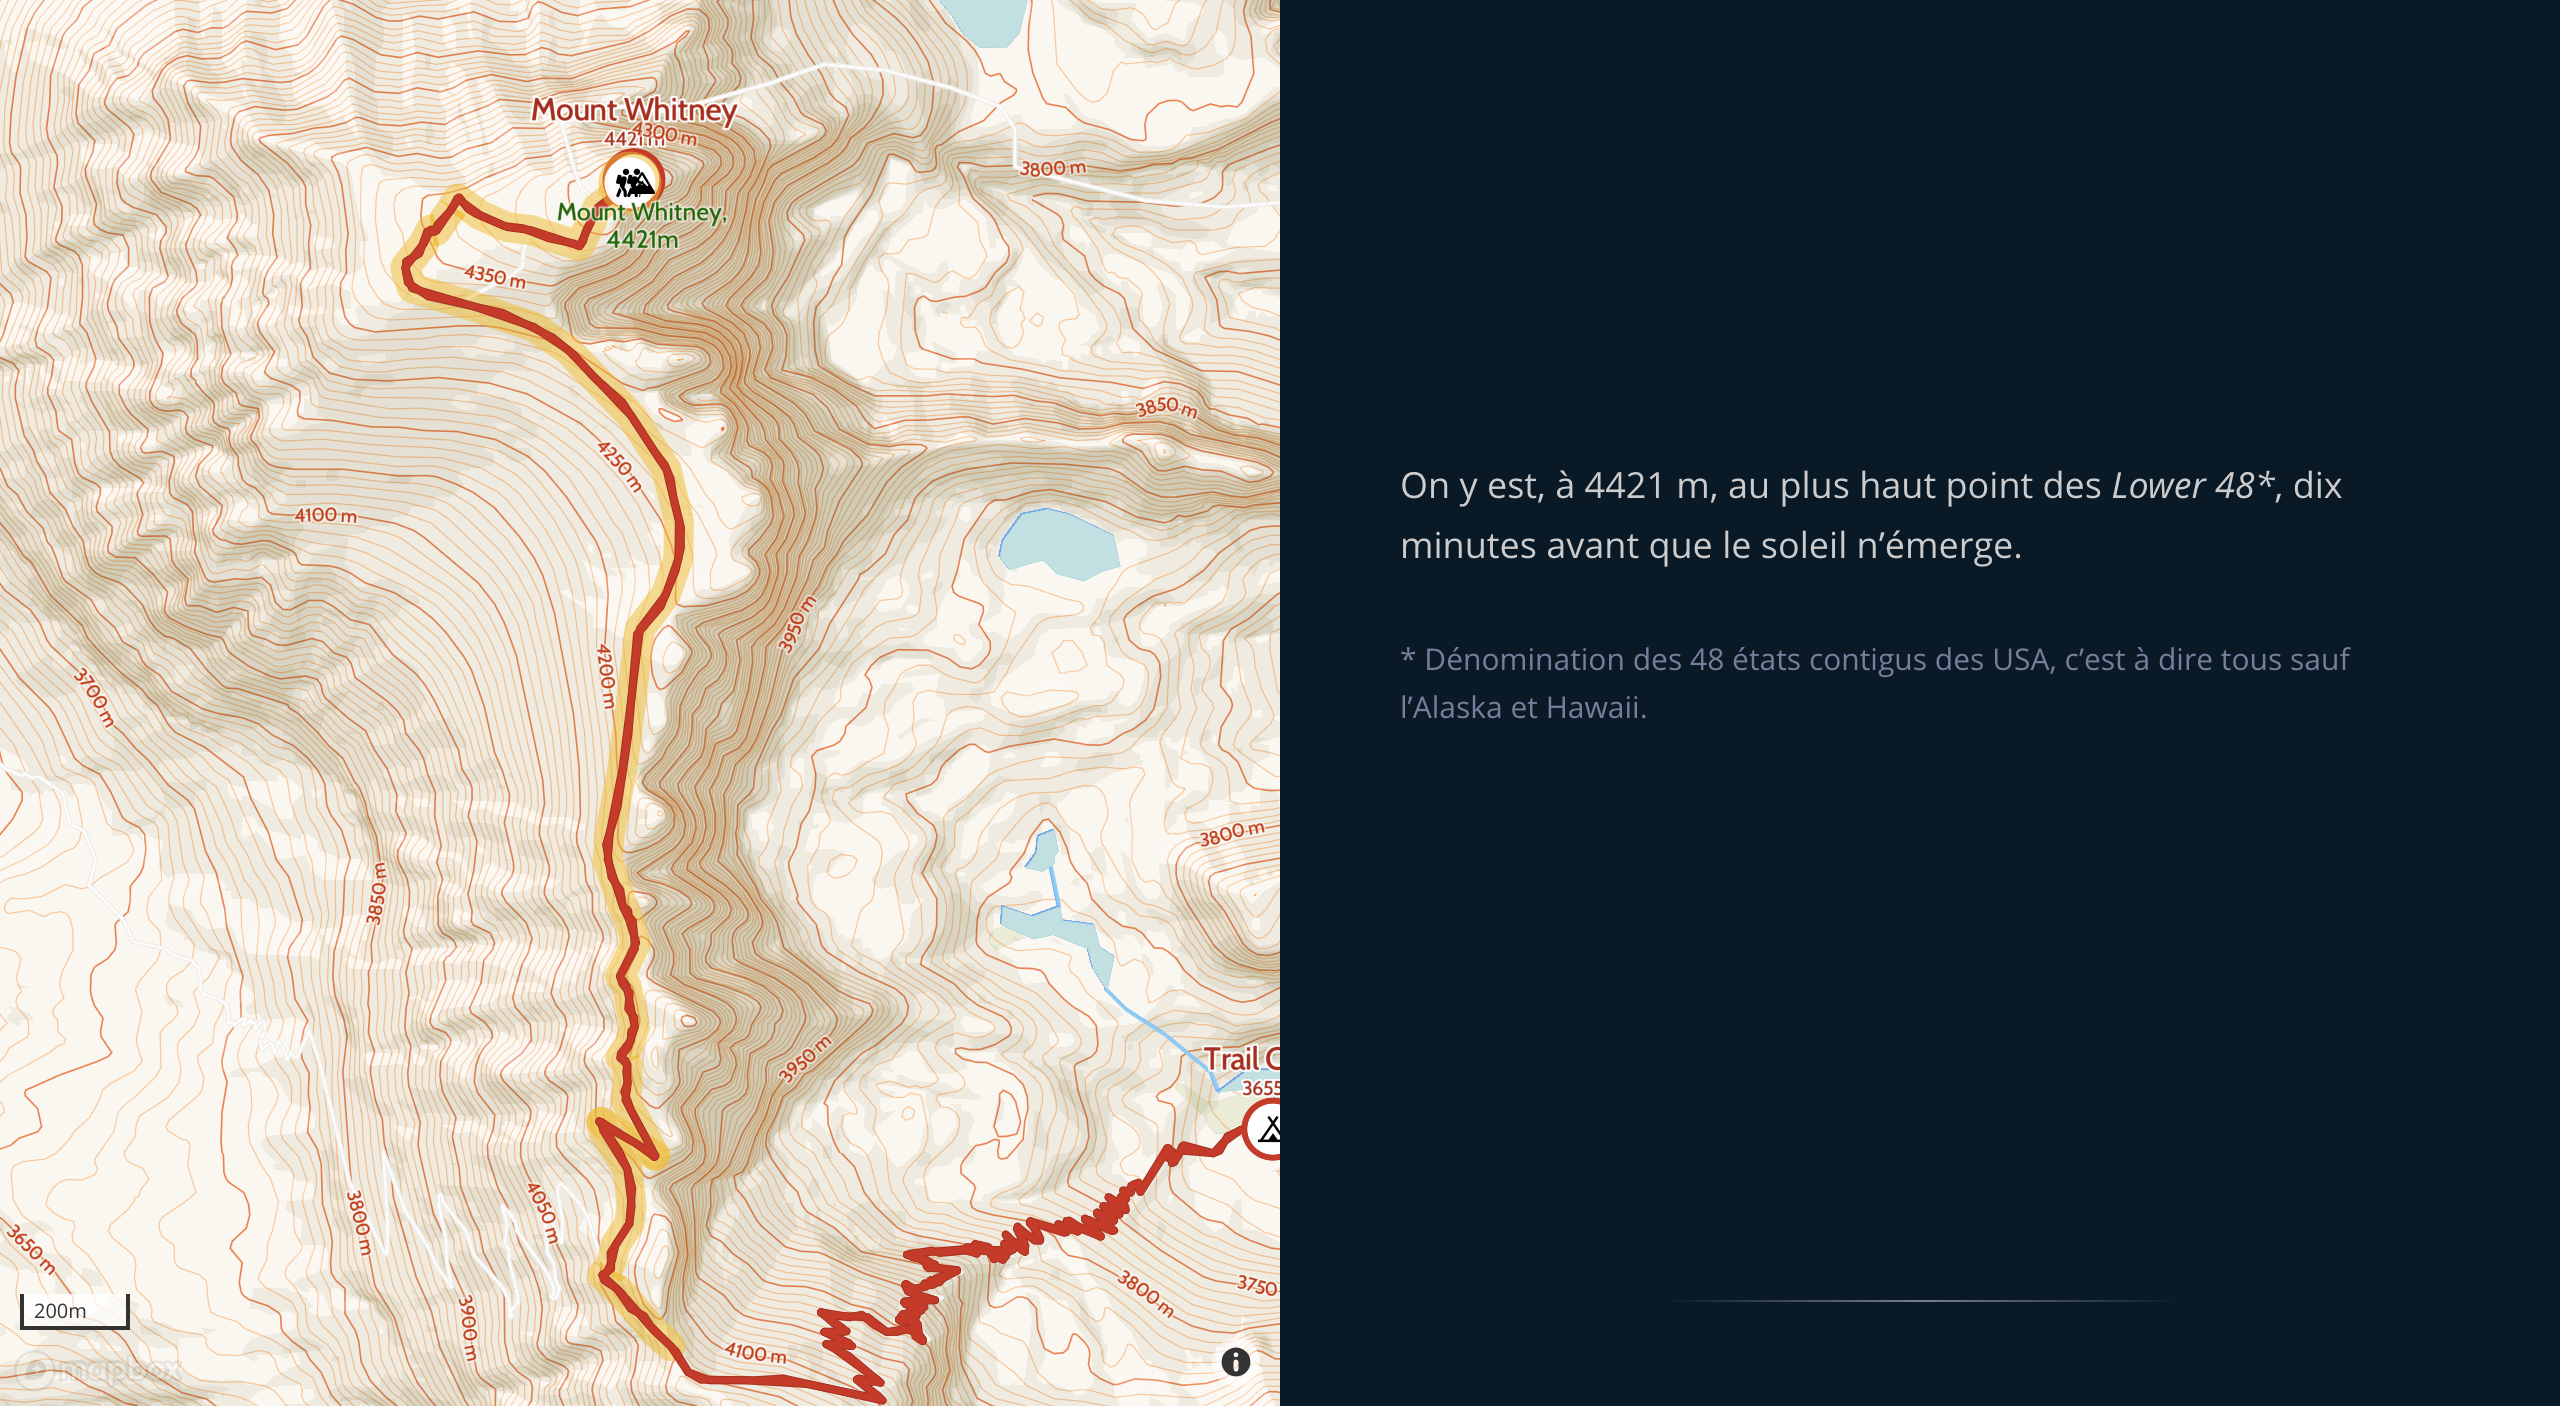 Mount Whitney
4300 m
4421 m
3800 m
Mount Whitney,
4421m
4350 m
3850 m
4250 m
4100 m
3950 m
4200 m
3700 m
3800 m
3850 m
3950 m
Trail C
3655
4050 m
3800 m
3650 m
3800 m
3750
3900 m
200m
4100 m
mapbox
On y est, à 4421 m, au plus haut point des Lower 48*, dix
minutes avant que le soleil n’émerge.
* Dénomination des 48 états contigus des USA, c’est à dire tous sauf
l’Alaska et Hawaii.